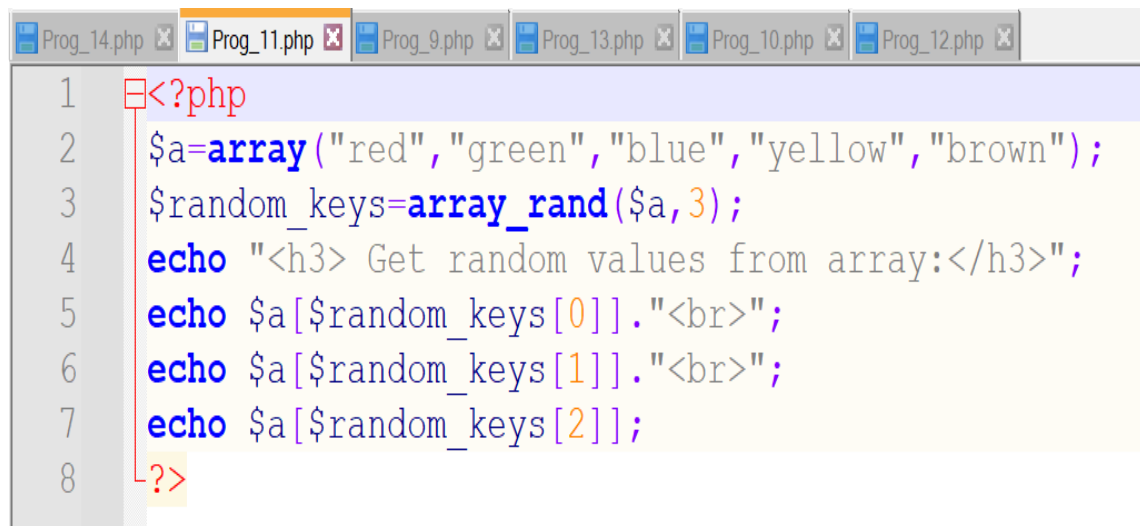 Prog_14.php Prog_11.php Prog_9.php Prog_13.php Prog_10.php Prog_12.php
1 <?php
2 $a=array("red","green","blue","yellow","brown");
3 $random_keys=array_rand($a,3);
4 echo "<h3> Get random values from array:</h3>";
5 echo $a[$random_keys[0]]."<br>";
6 echo $a[$random_keys[1]]."<br>";
7 echo $a[$random_keys[2]];
8 ?>